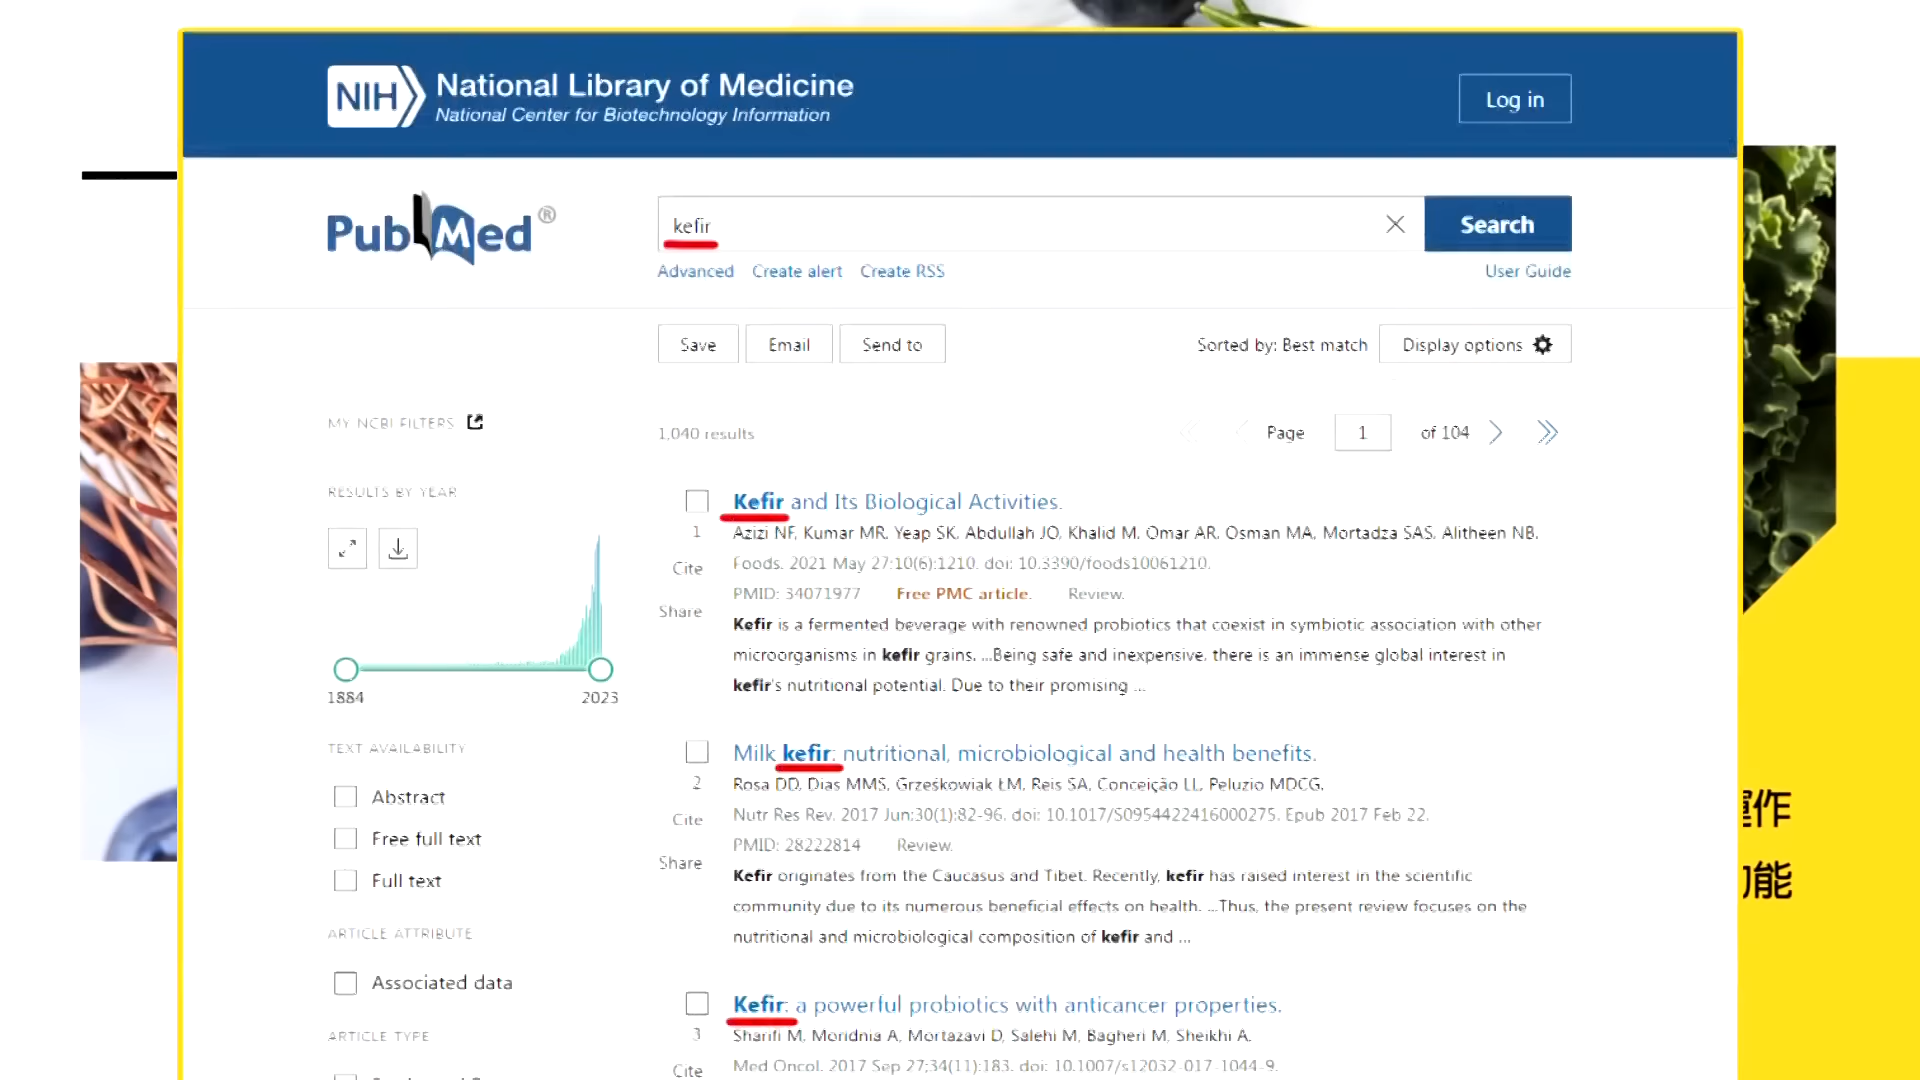 NIH National Library of Medicine
National Center for Biotechnology Information
Log in
PubMed®
kefir
Search
Advanced Create alert Create RSS
User Guide
Save Email Send to
Sorted by: Best match Display options
MY NCBI FILTERS
1,040 results
Page 1 of 104
RESULTS BY YEAR
1884 2023
TEXT AVAILABILITY
Abstract
Free full text
Full text
ARTICLE ATTRIBUTE
Associated data
ARTICLE TYPE
Kefir and Its Biological Activities.
1
Azizi NF, Kumar MR, Yeap SK, Abdullah JO, Khalid M, Omar AR, Osman MA, Mortadza SAS, Alitheen NB.
Cite
Foods. 2021 May 27;10(6):1210. doi: 10.3390/foods10061210.
PMID: 34071977 Free PMC article. Review.
Share
Kefir is a fermented beverage with renowned probiotics that coexist in symbiotic association with other
microorganisms in kefir grains. ...Being safe and inexpensive, there is an immense global interest in
kefir's nutritional potential. Due to their promising ...
Milk kefir: nutritional, microbiological and health benefits.
2
Rosa DD, Dias MMS, Grześkowiak ŁM, Reis SA, Conceição LL, Peluzio MDCG.
Cite
Nutr Res Rev. 2017 Jun;30(1):82-96. doi: 10.1017/S0954422416000275. Epub 2017 Feb 22.
PMID: 28222814 Review.
Share
Kefir originates from the Caucasus and Tibet. Recently, kefir has raised interest in the scientific
community due to its numerous beneficial effects on health. ...Thus, the present review focuses on the
nutritional and microbiological composition of kefir and ...
Kefir: a powerful probiotics with anticancer properties.
3
Sharifi M, Moridnia A, Mortazavi D, Salehi M, Bagheri M, Sheikhi A.
Cite
Med Oncol. 2017 Sep 27;34(11):183. doi: 10.1007/s12032-017-1044-9.
作
能